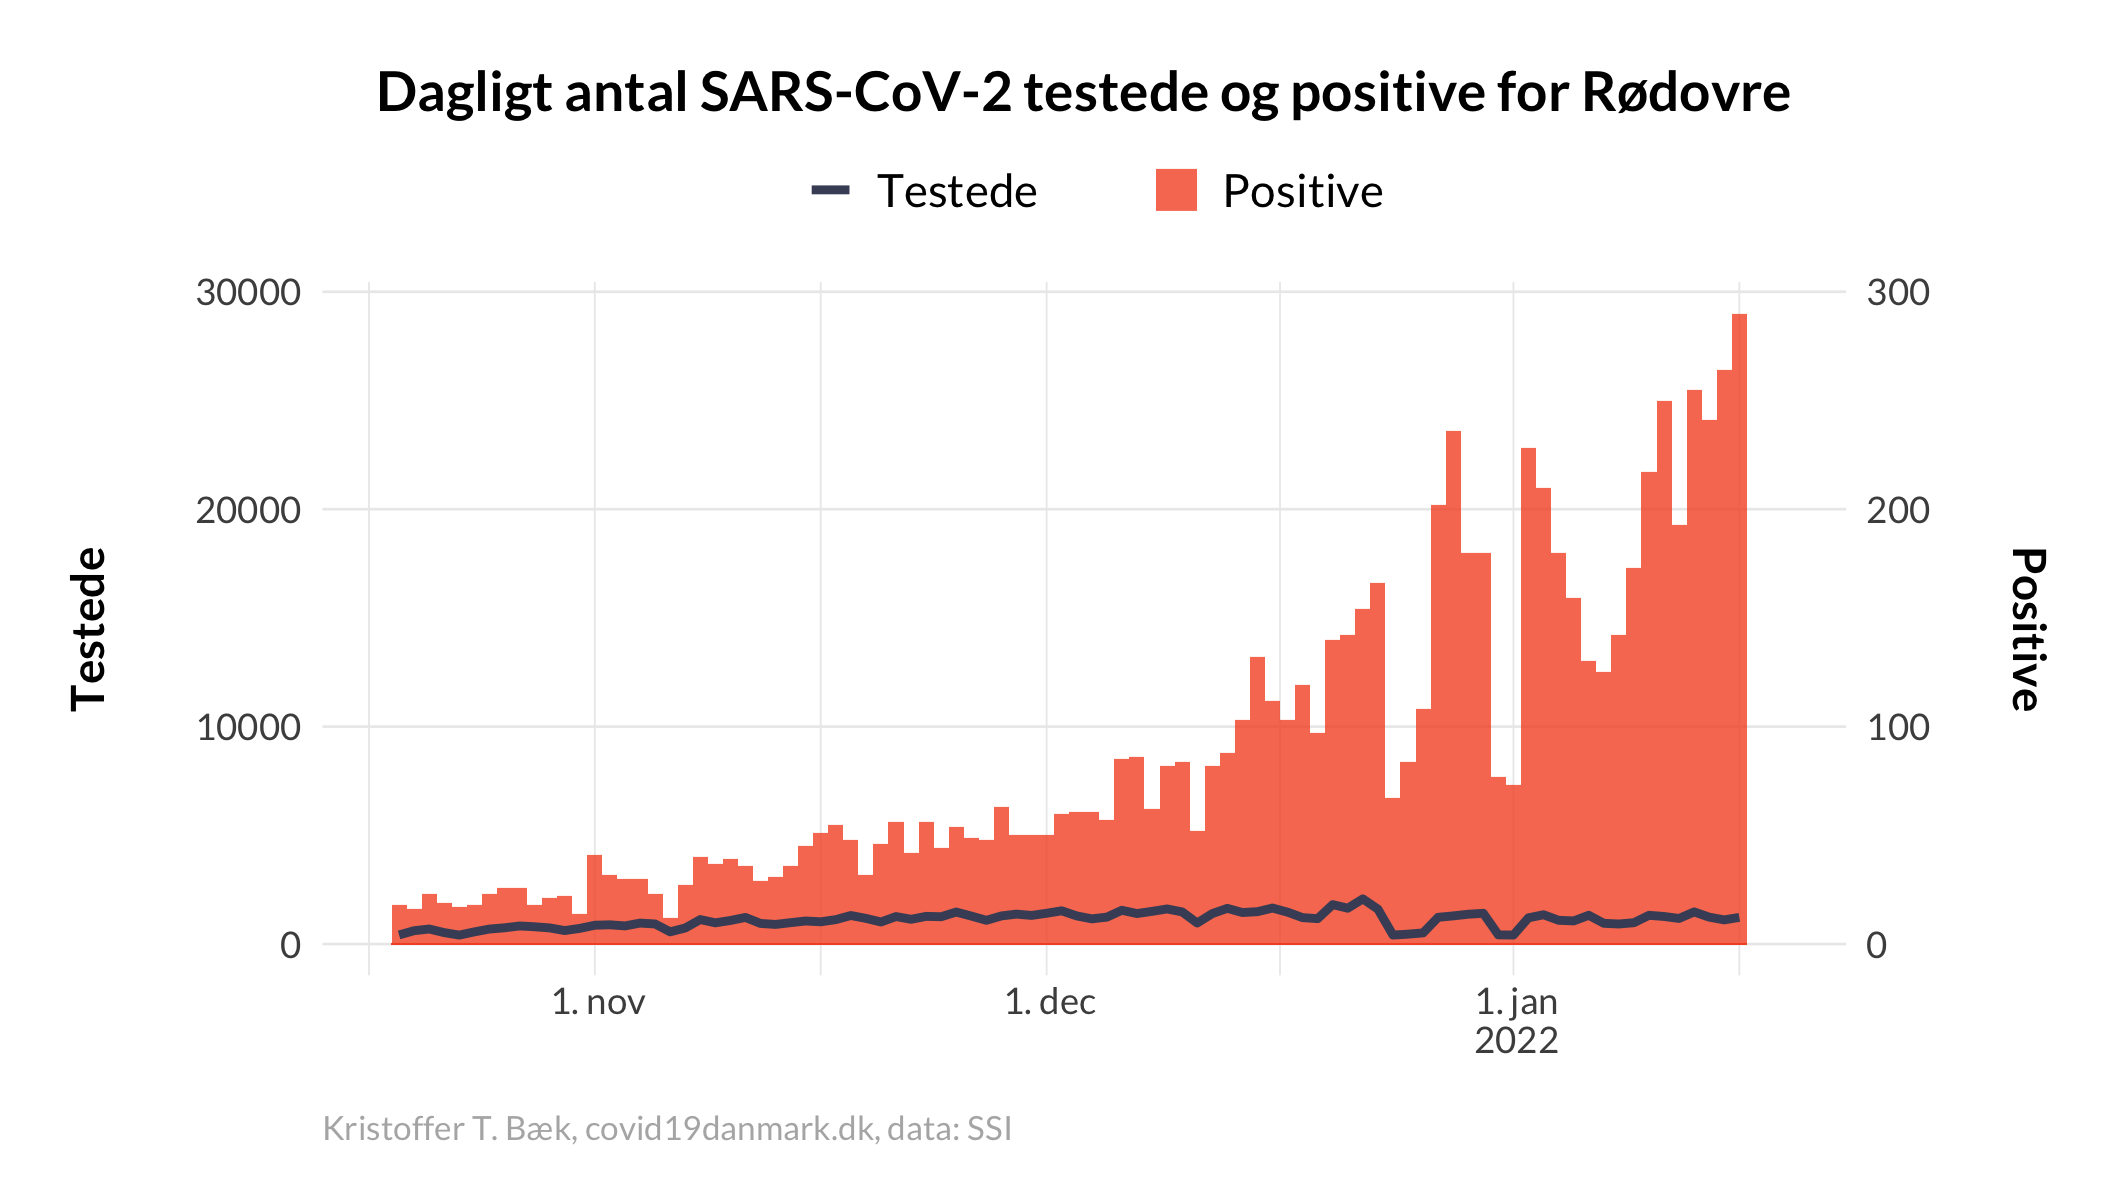 Dagligt antal SARS-CoV-2 testede og positive for Rødovre
Testede
Positive
30000
20000
10000
0
300
200
100
0
Testede
Positive
1. nov
1. dec
1. jan
2022
Kristoffer T. Bæk, covid19danmark.dk, data: SSI